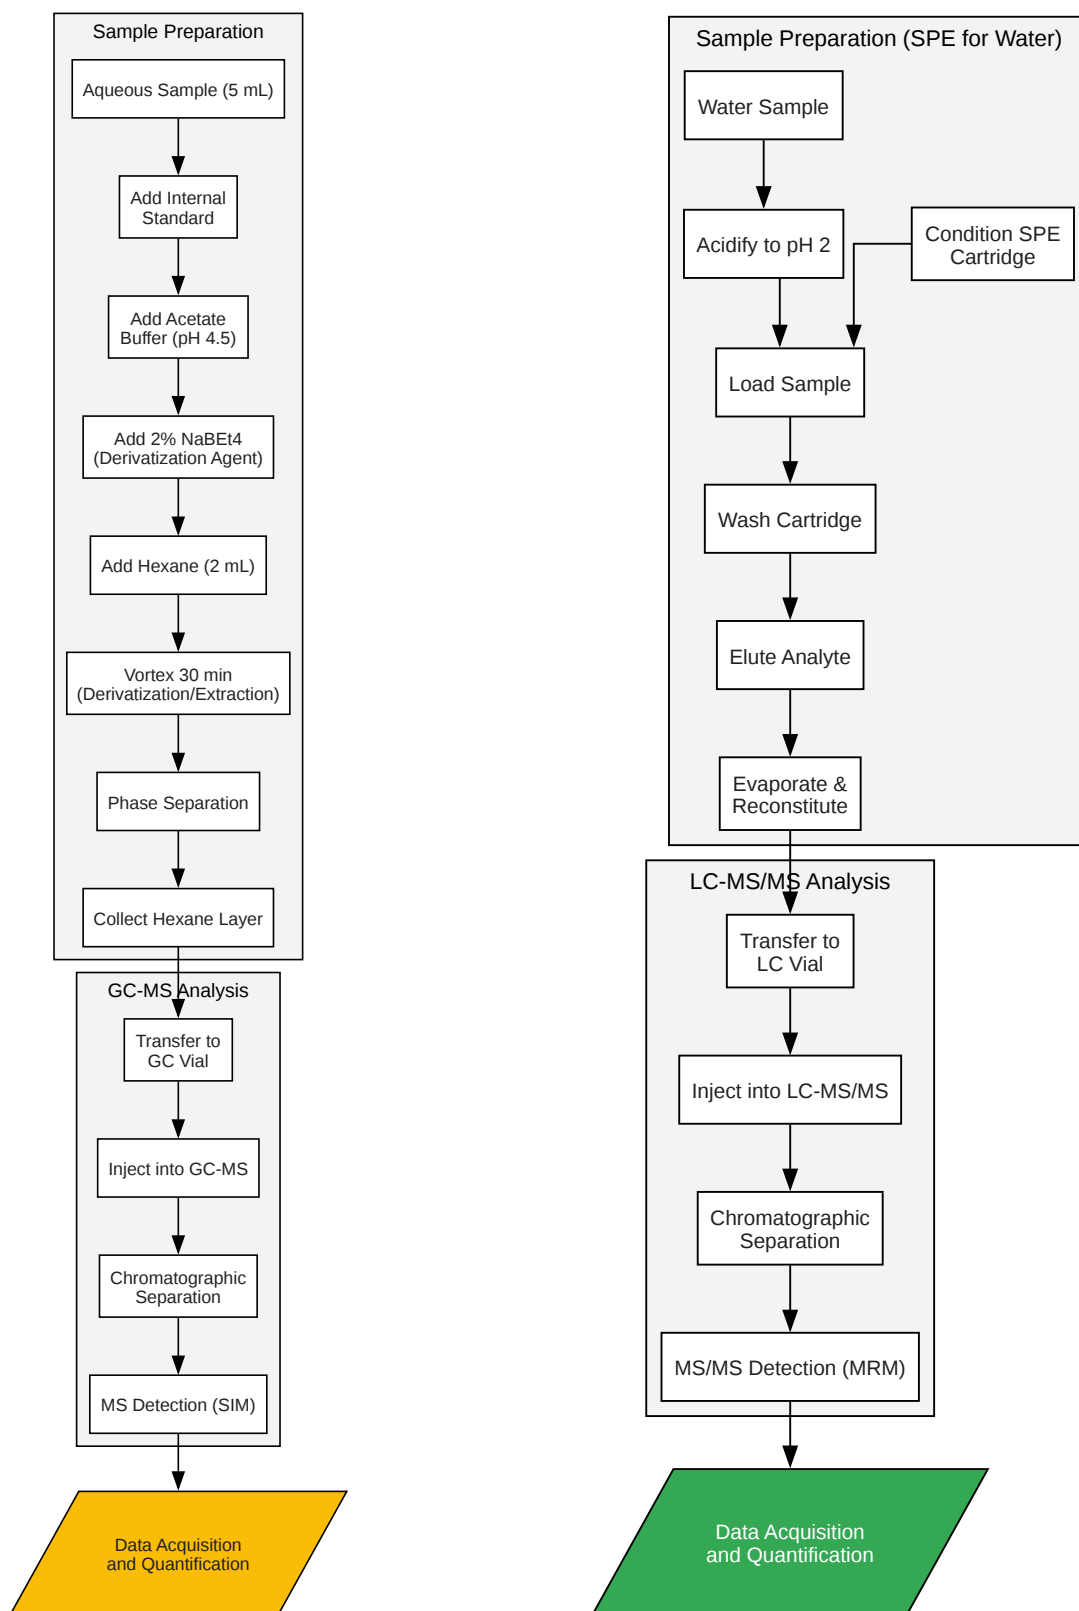 Sample Preparation
Aqueous Sample (5 mL)
Add Internal
Standard
Add Acetate
Buffer (pH 4.5)
Add 2% NaBEt4
(Derivatization Agent)
Add Hexane (2 mL)
Vortex 30 min
(Derivatization/Extraction)
Phase Separation
Collect Hexane Layer
GC-MS Analysis
Transfer to
GC Vial
Inject into GC-MS
Chromatographic
Separation
MS Detection (SIM)
Data Acquisition
and Quantification
Sample Preparation (SPE for Water)
Water Sample
Acidify to pH 2
Condition SPE
Cartridge
Load Sample
Wash Cartridge
Elute Analyte
Evaporate &
Reconstitute
LC-MS/MS Analysis
Transfer to
LC Vial
Inject into LC-MS/MS
Chromatographic
Separation
MS/MS Detection (MRM)
Data Acquisition
and Quantification